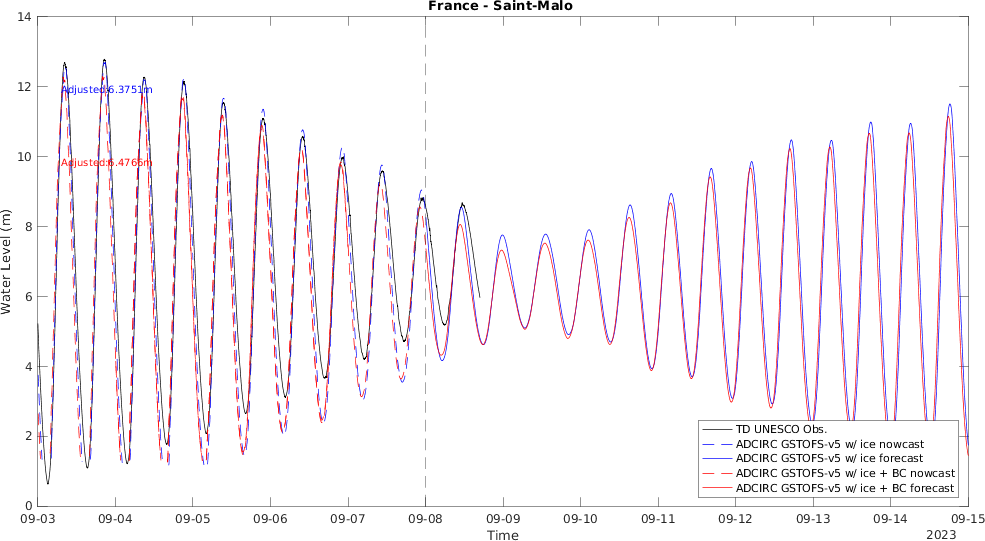 France - Saint-Malo
14
12
10
8
6
4
2
0
Water Level (m)
Adjusted:6.3751m
Adjusted:6.4766m
TD UNESCO Obs.
ADCIRC GSTOFS-v5 w/ ice nowcast
ADCIRC GSTOFS-v5 w/ ice forecast
ADCIRC GSTOFS-v5 w/ ice + BC nowcast
ADCIRC GSTOFS-v5 w/ ice + BC forecast
09-03 09-04 09-05 09-06 09-07 09-08 09-09 09-10 09-11 09-12 09-13 09-14 09-15
Time
2023